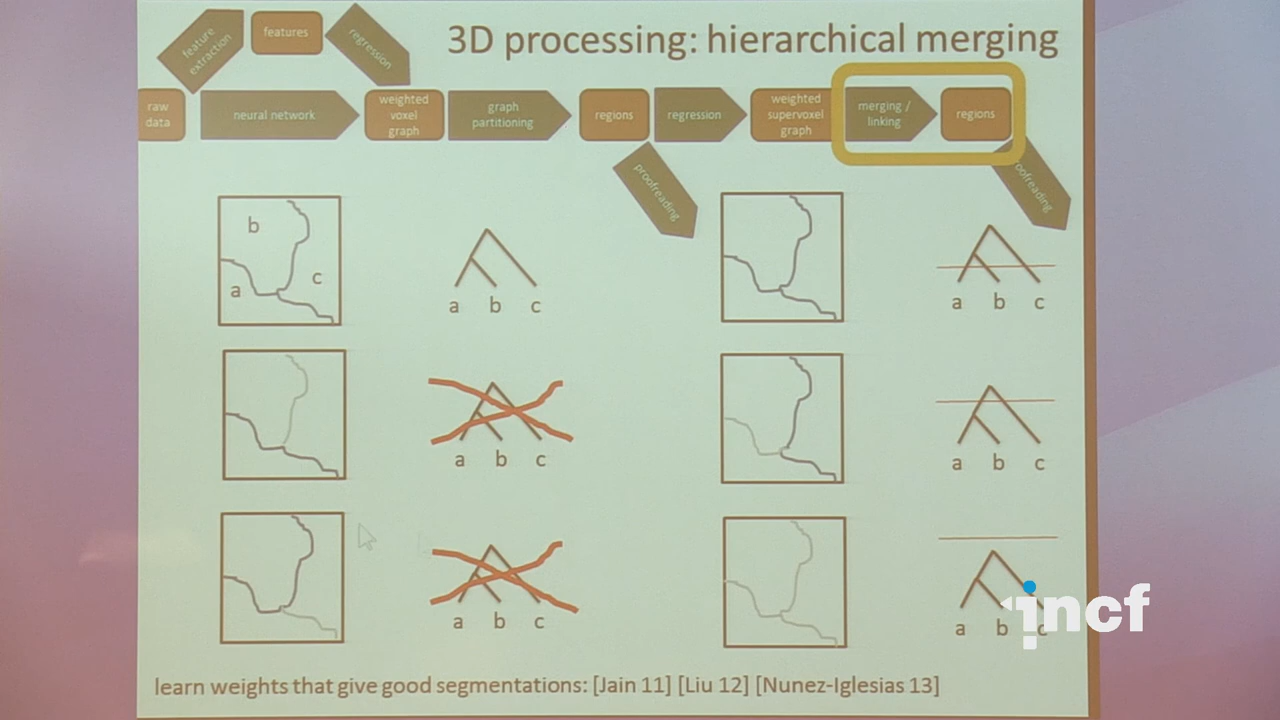 3D processing: hierarchical merging
feature
extraction
features
regression
raw
data
neural network
weighted
voxel
graph
graph
partitioning
regions
regression
weighted
supervoxel
graph
merging /
linking
regions
proofreading
oofreading
b
a
c
a b c
a b c
a b c
a b c
a b c
a b c
incf
learn weights that give good segmentations: [Jain 11] [Liu 12] [Nunez-Iglesias 13]